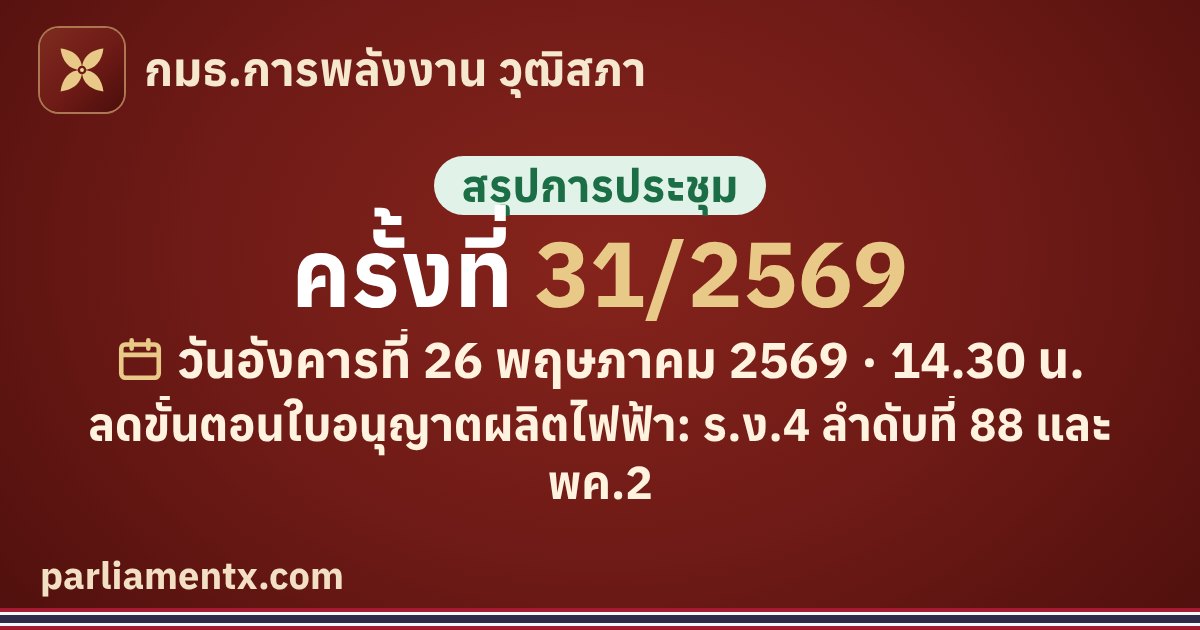 กมธ.การพลังงาน วุฒิสภา
สรุปการประชุม
ครั้งที่ 31/2569
วันอังคารที่ 26 พฤษภาคม 2569 · 14.30 น.
ลดขั้นตอนใบอนุญาตผลิตไฟฟ้า: ร.ง.4 ลำดับที่ 88 และ
พค.2
parliamentx.com